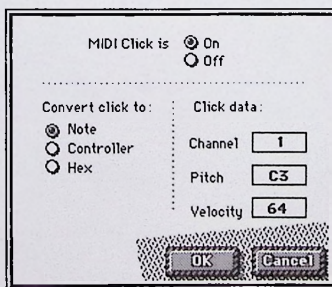 MIDI Click is On
Off
Convert click to:
Note
Controller
Hex
Click data:
Channel 1
Pitch C3
Velocity 64
OK Cancel